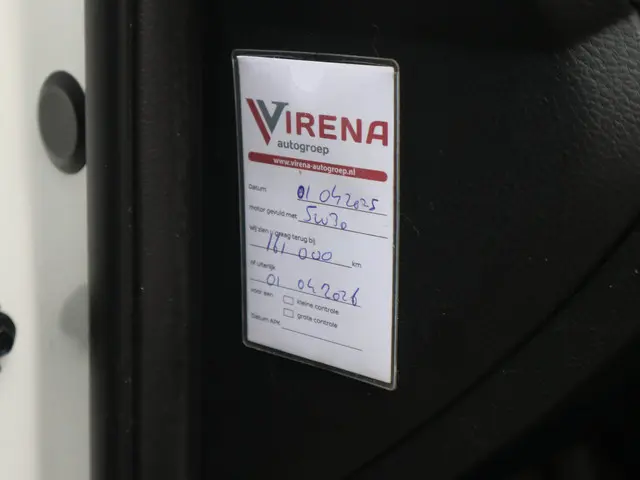 VIRENA
autogroep
www.virena-autogroep.nl
Datum 01 04 2025
motor gevuld met 5w30
Wij zien u graag terug bij
161 000 km
of uiterlijk
01 04 2026
voor een kleine controle
grote controle
Datum APK